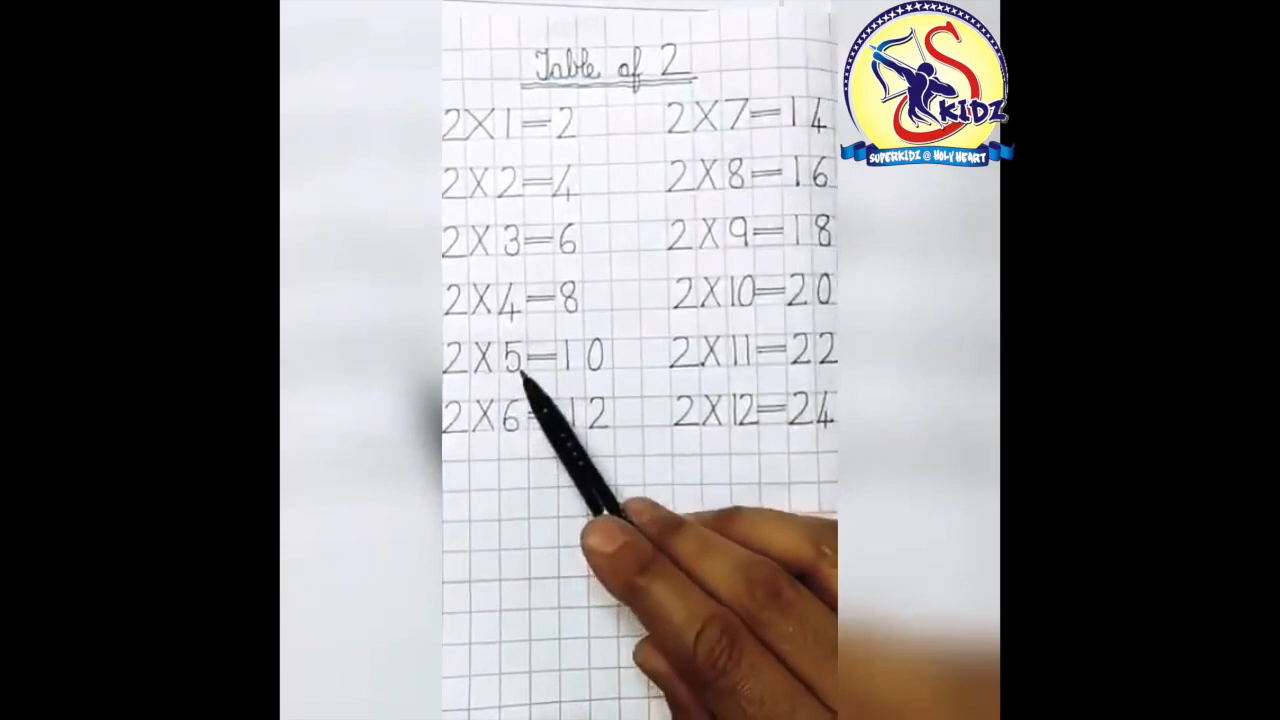 Table of 2
2X1=2
2X2=4
2X3=6
2X4=8
2X5=10
2X6=12
2X7=14
2X8=16
2X9=18
2X10=20
2X11=22
2X12=24
S
KIDZ
SUPERKIDZ @ HOLY HEART